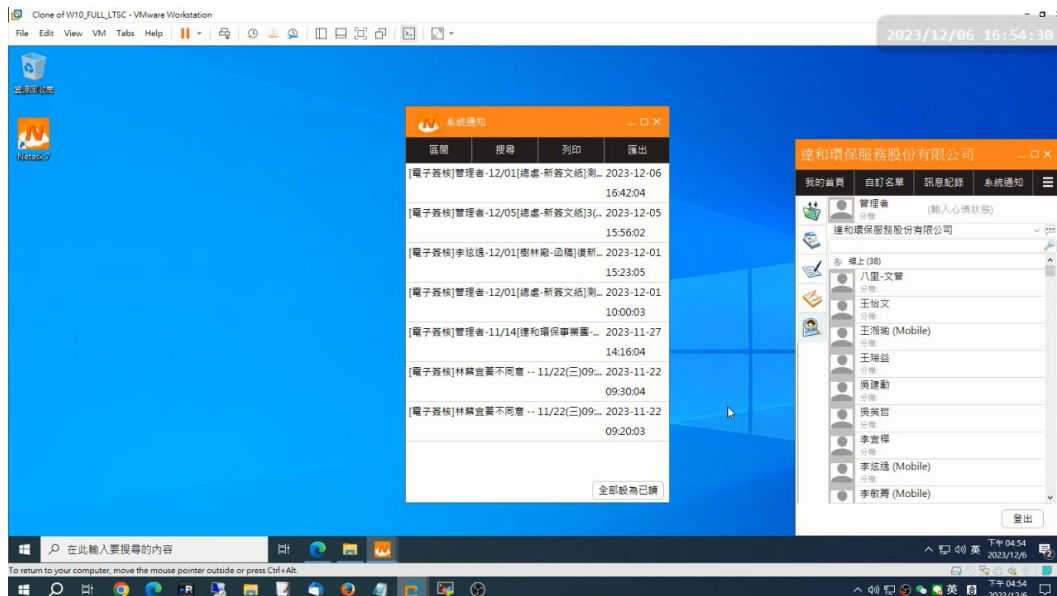 Clone of W10_FULL_LTSC - VMware Workstation
File Edit View VM Tabs Help
2023/12/06 16:54:30
資源回收筒
Netask7
系統通知
區間 搜尋 列印 匯出
[電子簽核]管理者-12/01[總處-新簽文紙]測... 2023-12-06
16:42:04
[電子簽核]管理者-12/05[總處-新簽文紙]3(... 2023-12-05
15:56:02
[電子簽核]李炫逸-12/01[樹林廠-函稿]復新... 2023-12-01
15:23:05
[電子簽核]管理者-12/01[總處-新簽文紙]測... 2023-12-01
10:00:03
[電子簽核]管理者-11/14[達和環保事業團-... 2023-11-27
14:16:04
[電子簽核]林蔡宜蓁不同意 -- 11/22(三)09:... 2023-11-22
09:30:04
[電子簽核]林蔡宜蓁不同意 -- 11/22(三)09:... 2023-11-22
09:20:03
全部設為已讀
達和環保服務股份有限公司
我的首頁 自訂名單 訊息記錄 系統通知
管理者 (輸入心情狀態)
分機:
達和環保服務股份有限公司
線上 (38)
八里-文管
分機:
王怡文
分機:
王湘瑜 (Mobile)
分機:
王瑞益
分機:
吳建勳
分機:
吳英哲
分機:
李宜樺
分機:
李炫逸 (Mobile)
分機:
李敏菁 (Mobile)
登出
在此輸入要搜尋的內容
英
下午 04:54
2023/12/6
To return to your computer, move the mouse pointer outside or press Ctrl+Alt.
英
下午 04:54
2023/12/6